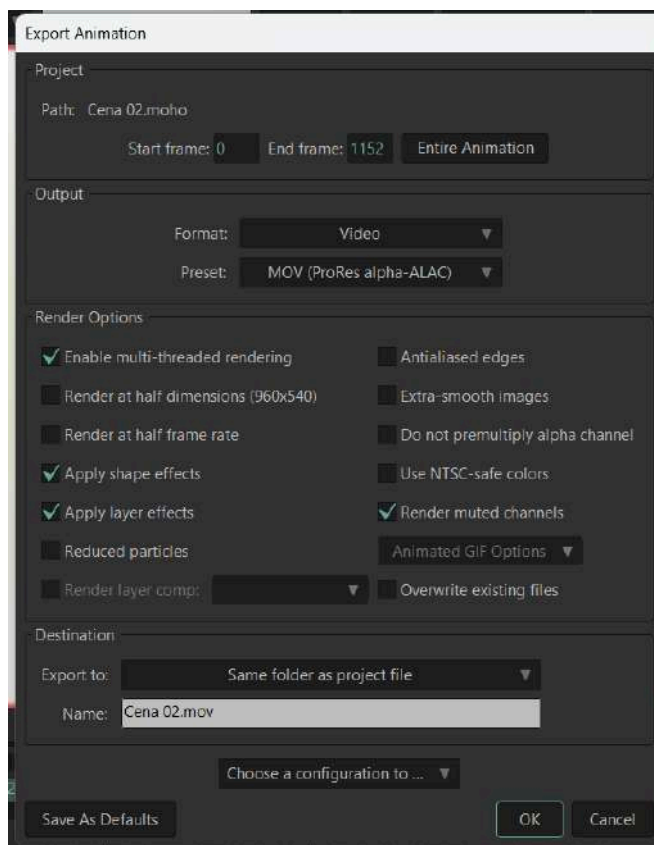 Export Animation
Project
Path: Cena 02.moho
Start frame: 0 End frame: 1152 Entire Animation
Output
Format: Video
Preset: MOV (ProRes alpha-ALAC)
Render Options
Enable multi-threaded rendering Antialiased edges
Render at half dimensions (960x540) Extra-smooth images
Render at half frame rate Do not premultiply alpha channel
Apply shape effects Use NTSC-safe colors
Apply layer effects Render muted channels
Reduced particles Animated GIF Options
Render layer comp: Overwrite existing files
Destination
Export to: Same folder as project file
Name: Cena 02.mov
Choose a configuration to ...
Save As Defaults OK Cancel